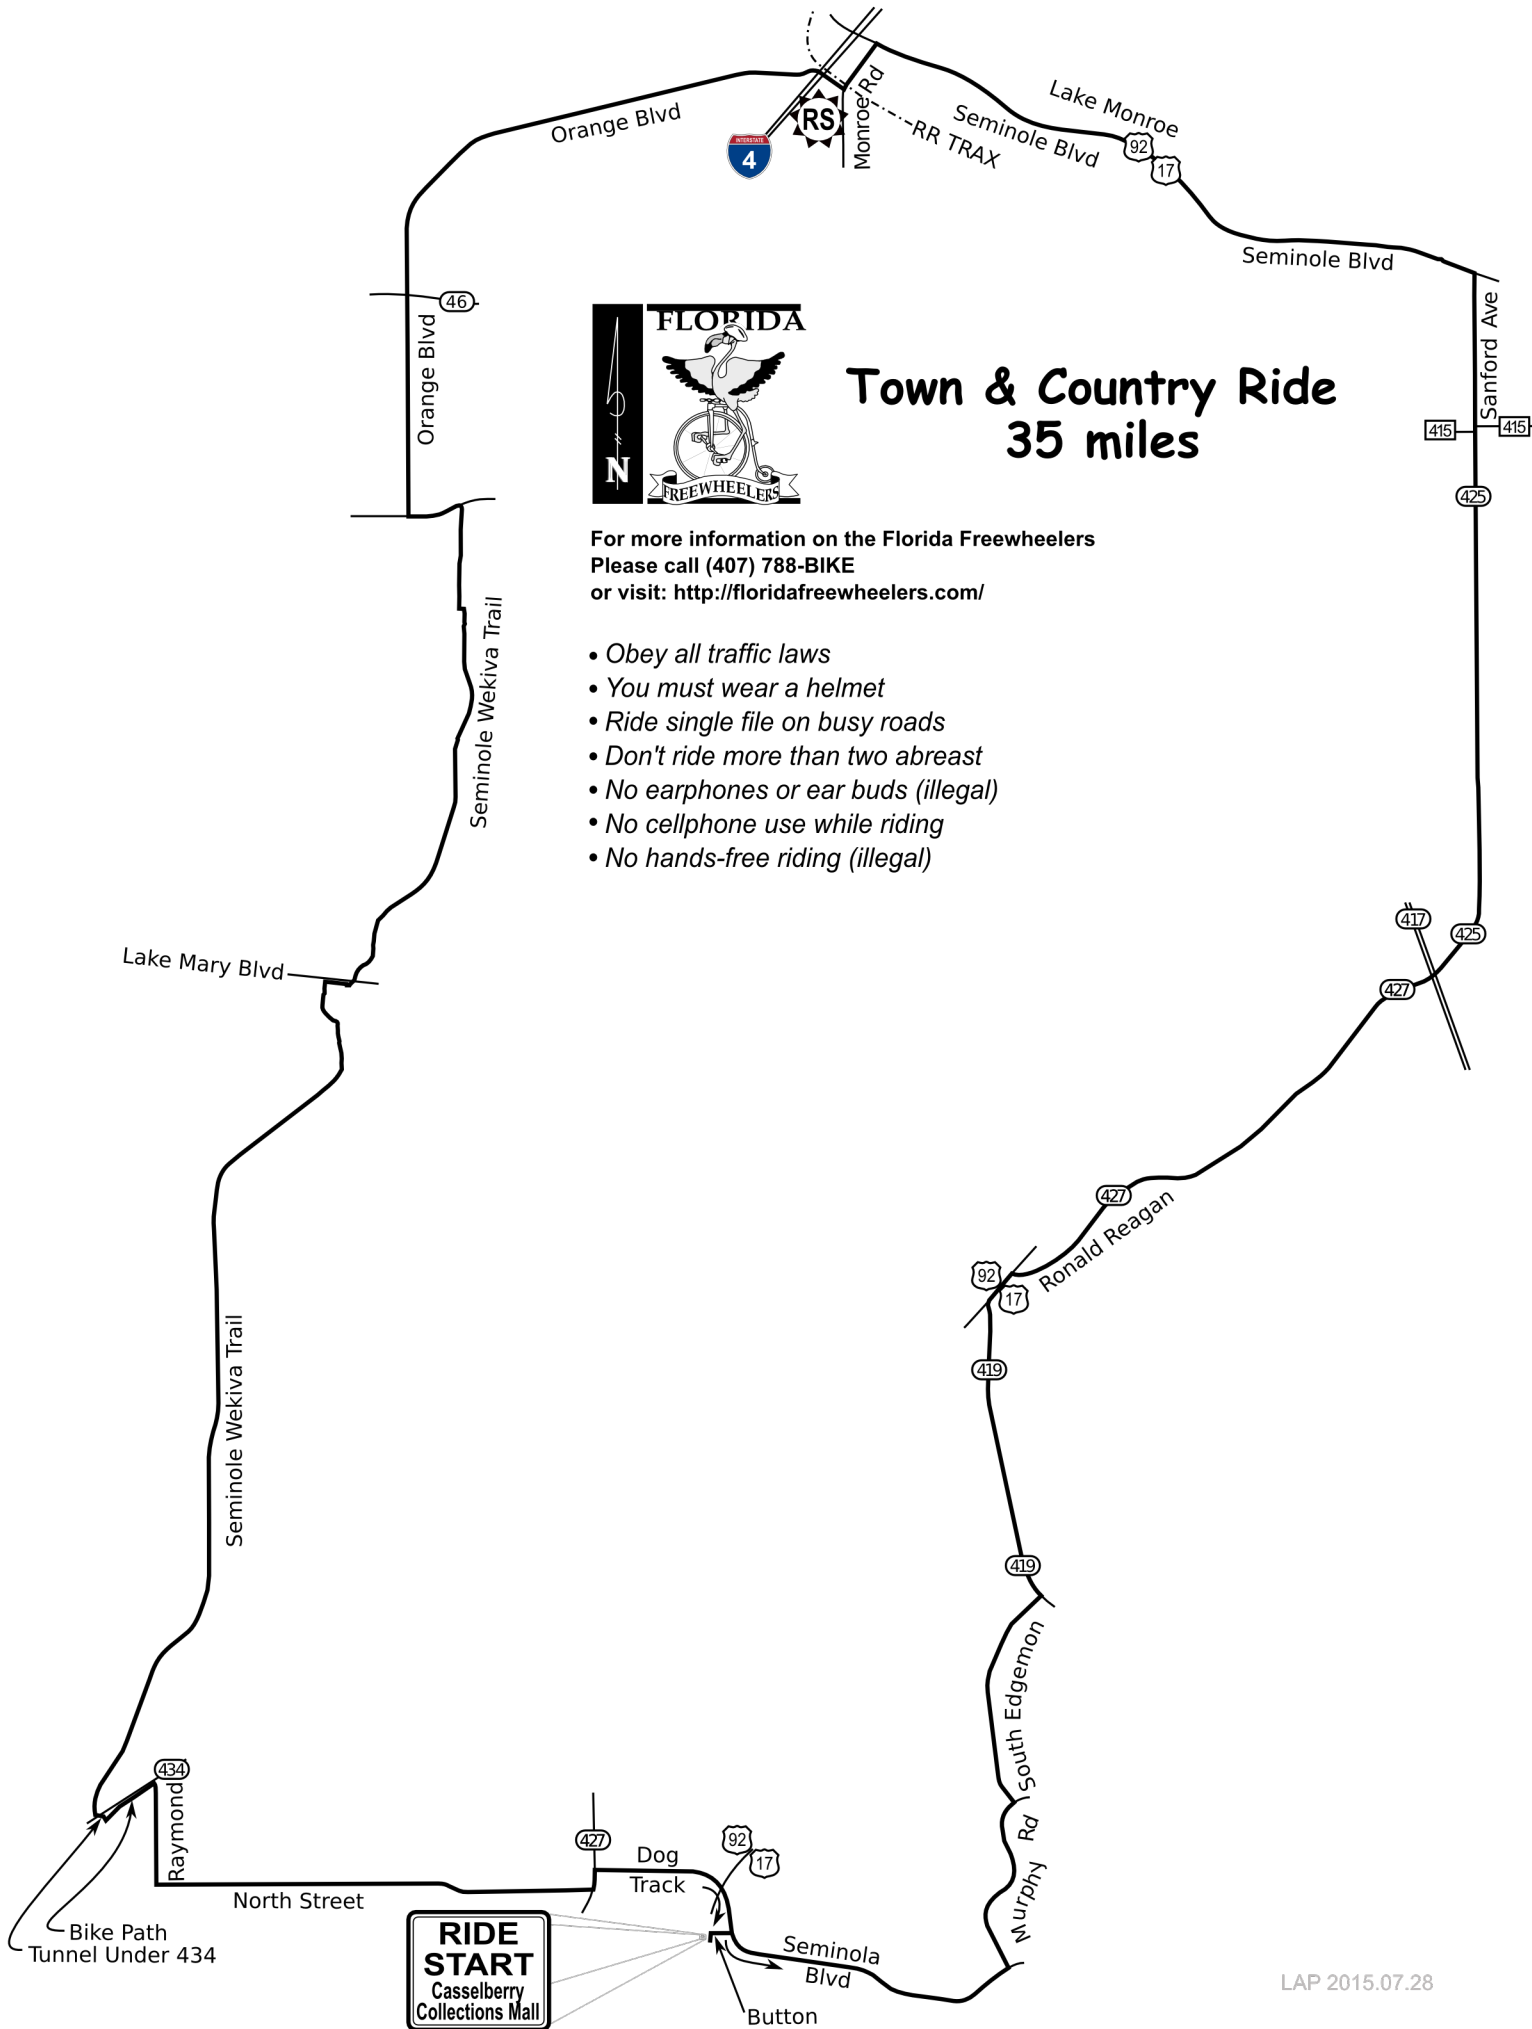 Orange Blvd
INTERSTATE
4
RS
Monroe Rd
RR TRAX
Lake Monroe
Seminole Blvd
92
17
Seminole Blvd
Sanford Ave
415
415
425
46
Orange Blvd
FLORIDA
FREEWHEELERS
N
Town & Country Ride
35 miles
For more information on the Florida Freewheelers
Please call (407) 788-BIKE
or visit: http://floridafreewheelers.com/
• Obey all traffic laws
• You must wear a helmet
• Ride single file on busy roads
• Don't ride more than two abreast
• No earphones or ear buds (illegal)
• No cellphone use while riding
• No hands-free riding (illegal)
Seminole Wekiva Trail
Lake Mary Blvd
417
425
427
427
Ronald Reagan
92
17
419
419
Seminole Wekiva Trail
South Edgemon
Murphy Rd
434
Raymond
North Street
427
Dog
Track
92
17
Bike Path
Tunnel Under 434
RIDE
START
Casselberry
Collections Mall
Seminola
Blvd
Button
LAP 2015.07.28